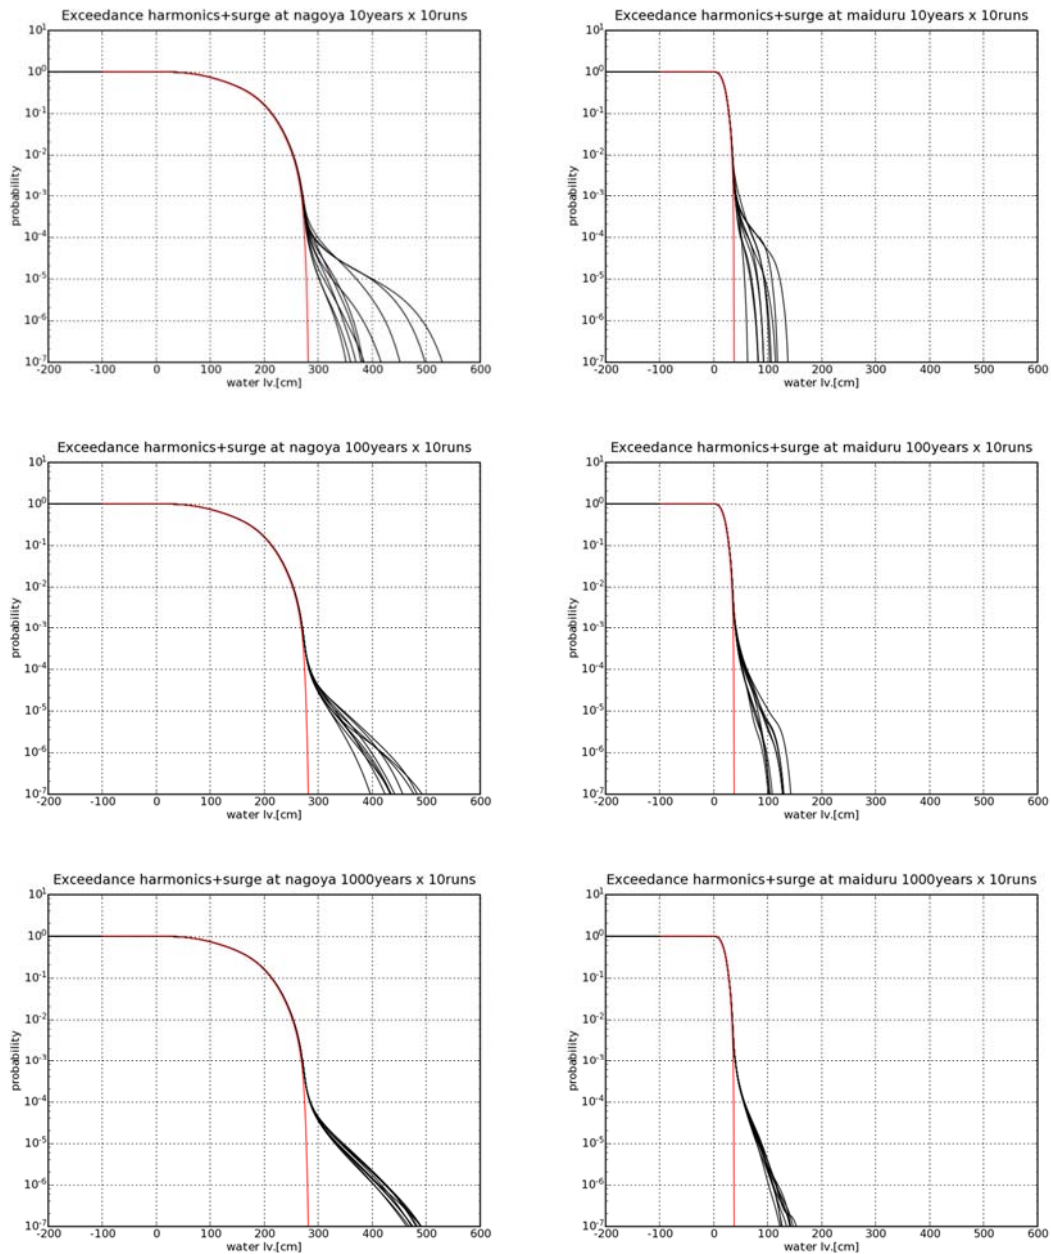 Exceedance harmonics+surge at nagoya 10years x 10runs
10^1
10^0
10^-1
10^-2
10^-3
10^-4
10^-5
10^-6
10^-7
probability
-200 -100 0 100 200 300 400 500 600
water lv.[cm]
Exceedance harmonics+surge at maiduru 10years x 10runs
10^1
10^0
10^-1
10^-2
10^-3
10^-4
10^-5
10^-6
10^-7
probability
-200 -100 0 100 200 300 400 500 600
water lv.[cm]
Exceedance harmonics+surge at nagoya 100years x 10runs
10^1
10^0
10^-1
10^-2
10^-3
10^-4
10^-5
10^-6
10^-7
probability
-200 -100 0 100 200 300 400 500 600
water lv.[cm]
Exceedance harmonics+surge at maiduru 100years x 10runs
10^1
10^0
10^-1
10^-2
10^-3
10^-4
10^-5
10^-6
10^-7
probability
-200 -100 0 100 200 300 400 500 600
water lv.[cm]
Exceedance harmonics+surge at nagoya 1000years x 10runs
10^1
10^0
10^-1
10^-2
10^-3
10^-4
10^-5
10^-6
10^-7
probability
-200 -100 0 100 200 300 400 500 600
water lv.[cm]
Exceedance harmonics+surge at maiduru 1000years x 10runs
10^1
10^0
10^-1
10^-2
10^-3
10^-4
10^-5
10^-6
10^-7
probability
-200 -100 0 100 200 300 400 500 600
water lv.[cm]